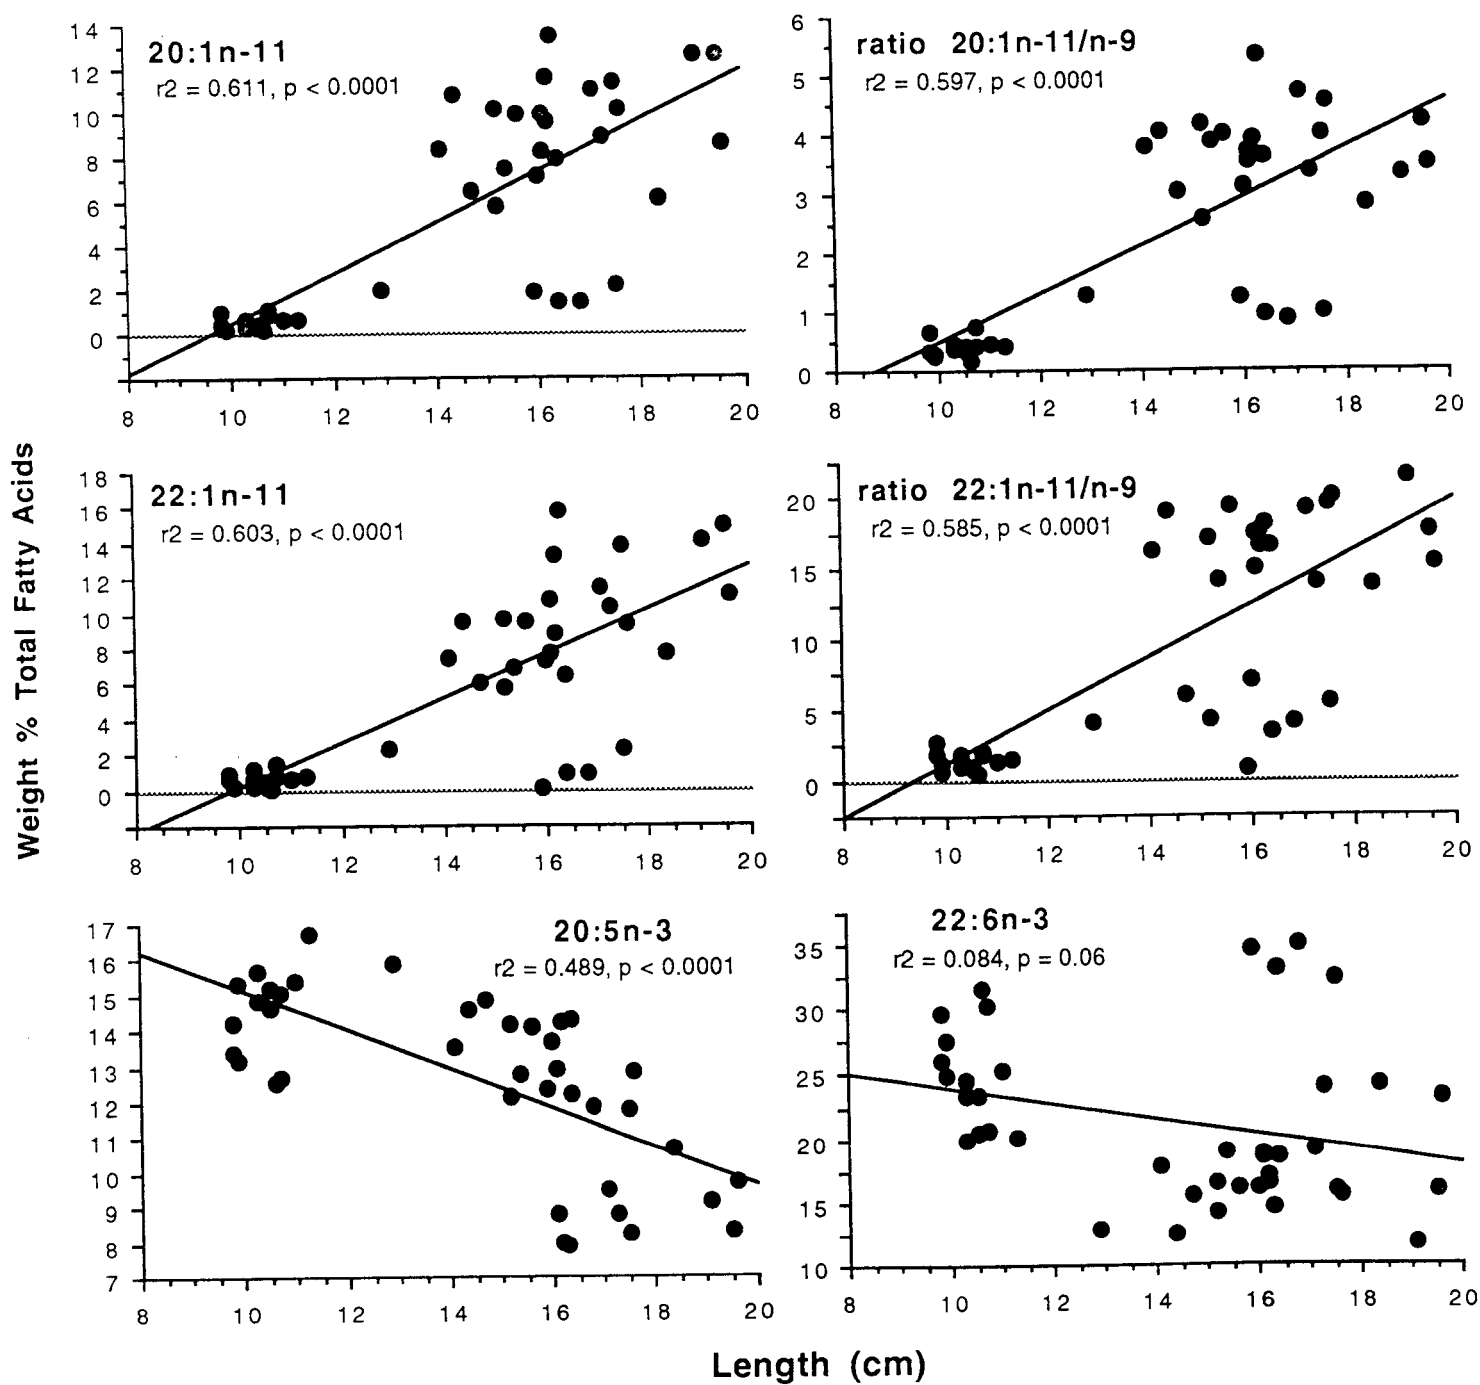 20:1n-11
r2 = 0.611, p < 0.0001
14
12
10
8
6
4
2
0
8 10 12 14 16 18 20
ratio 20:1n-11/n-9
r2 = 0.597, p < 0.0001
6
5
4
3
2
1
0
8 10 12 14 16 18 20
Weight % Total Fatty Acids
22:1n-11
r2 = 0.603, p < 0.0001
18
16
14
12
10
8
6
4
2
0
8 10 12 14 16 18 20
ratio 22:1n-11/n-9
r2 = 0.585, p < 0.0001
20
15
10
5
0
8 10 12 14 16 18 20
20:5n-3
r2 = 0.489, p < 0.0001
17
16
15
14
13
12
11
10
9
8
7
8 10 12 14 16 18 20
22:6n-3
r2 = 0.084, p = 0.06
35
30
25
20
15
10
8 10 12 14 16 18 20
Length (cm)